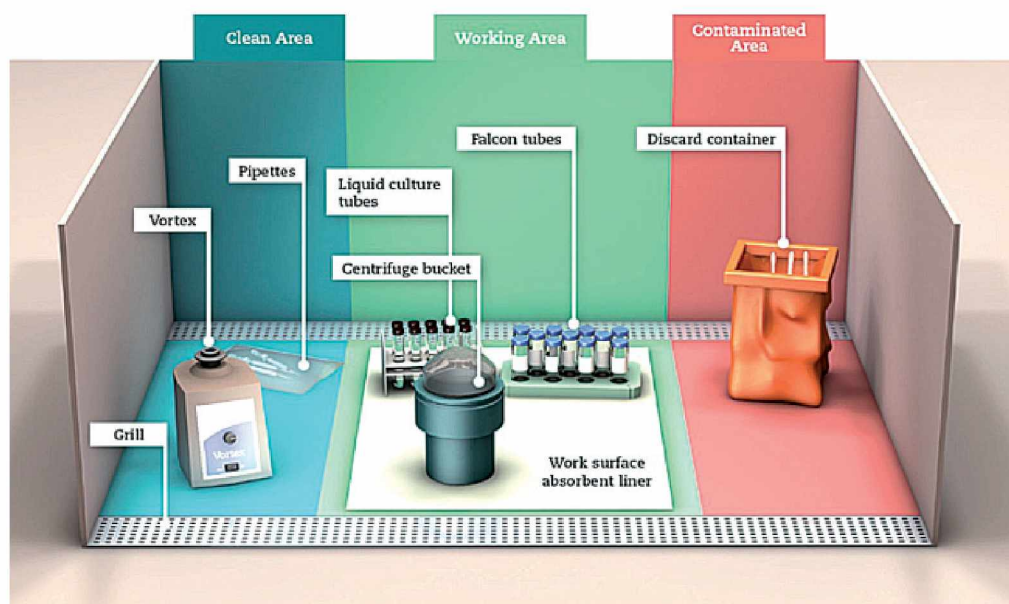 Clean Area
Working Area
Contaminated
Area
Falcon tubes
Discard container
Pipettes
Liquid culture
tubes
Vortex
Centrifuge bucket
Grill
Vortex
Work surface
absorbent liner